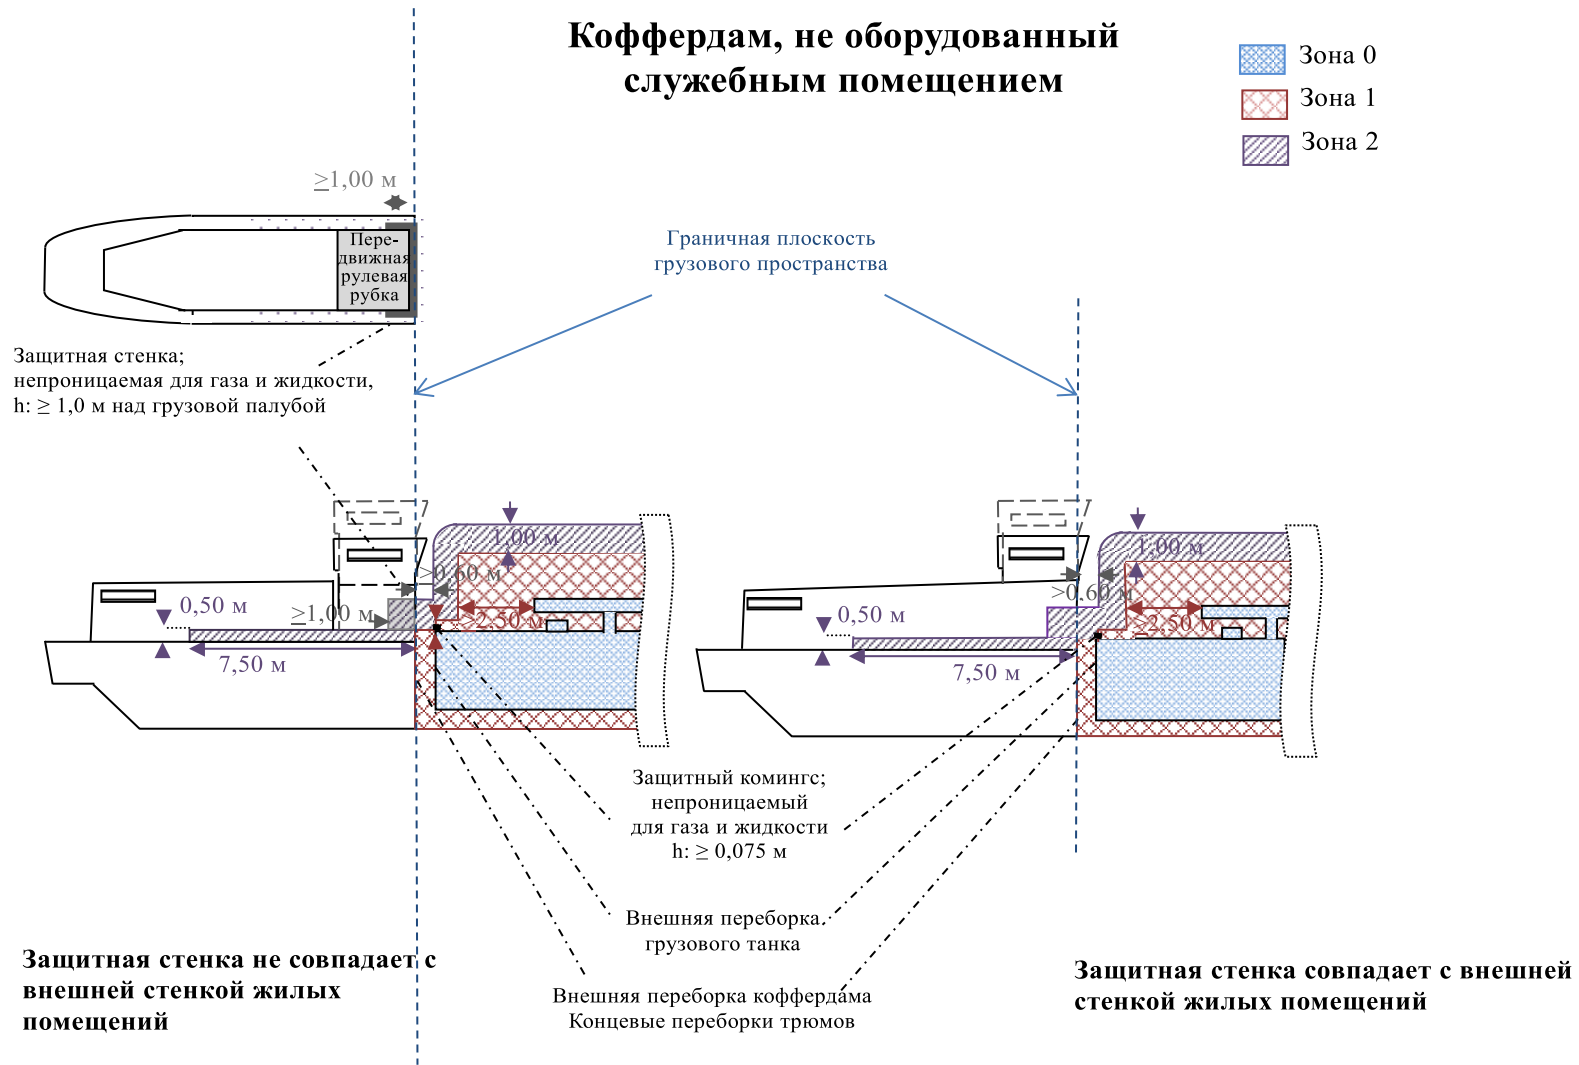 Коффердам, не оборудованный
служебным помещением
Зона 0
Зона 1
Зона 2
≥1,00 м
Пере-
движная
рулевая
рубка
Граничная плоскость
грузового пространства
Защитная стенка;
непроницаемая для газа и жидкости,
h: ≥ 1,0 м над грузовой палубой
1,00 м
>0,60 м
0,50 м
≥1,00 м
>2,50 м
7,50 м
1,00 м
>0,60 м
0,50 м
>2,50 м
7,50 м
Защитный комингс;
непроницаемый
для газа и жидкости
h: ≥ 0,075 м
Внешняя переборка
грузового танка
Внешняя переборка коффердама
Концевые переборки трюмов
Защитная стенка не совпадает с
внешней стенкой жилых
помещений
Защитная стенка совпадает с внешней
стенкой жилых помещений